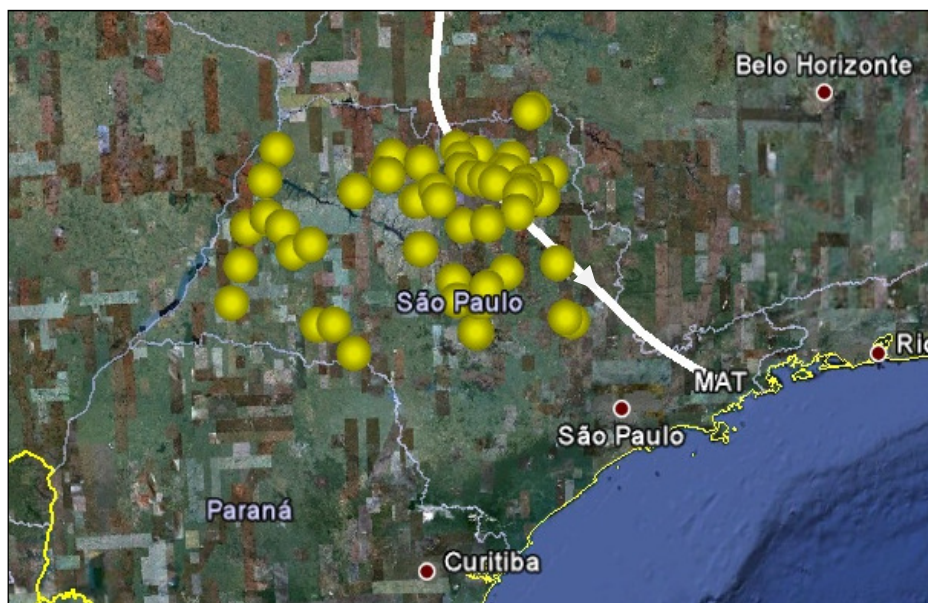 Belo Horizonte
São Paulo
Rio
MAT
São Paulo
Paraná
Curitiba